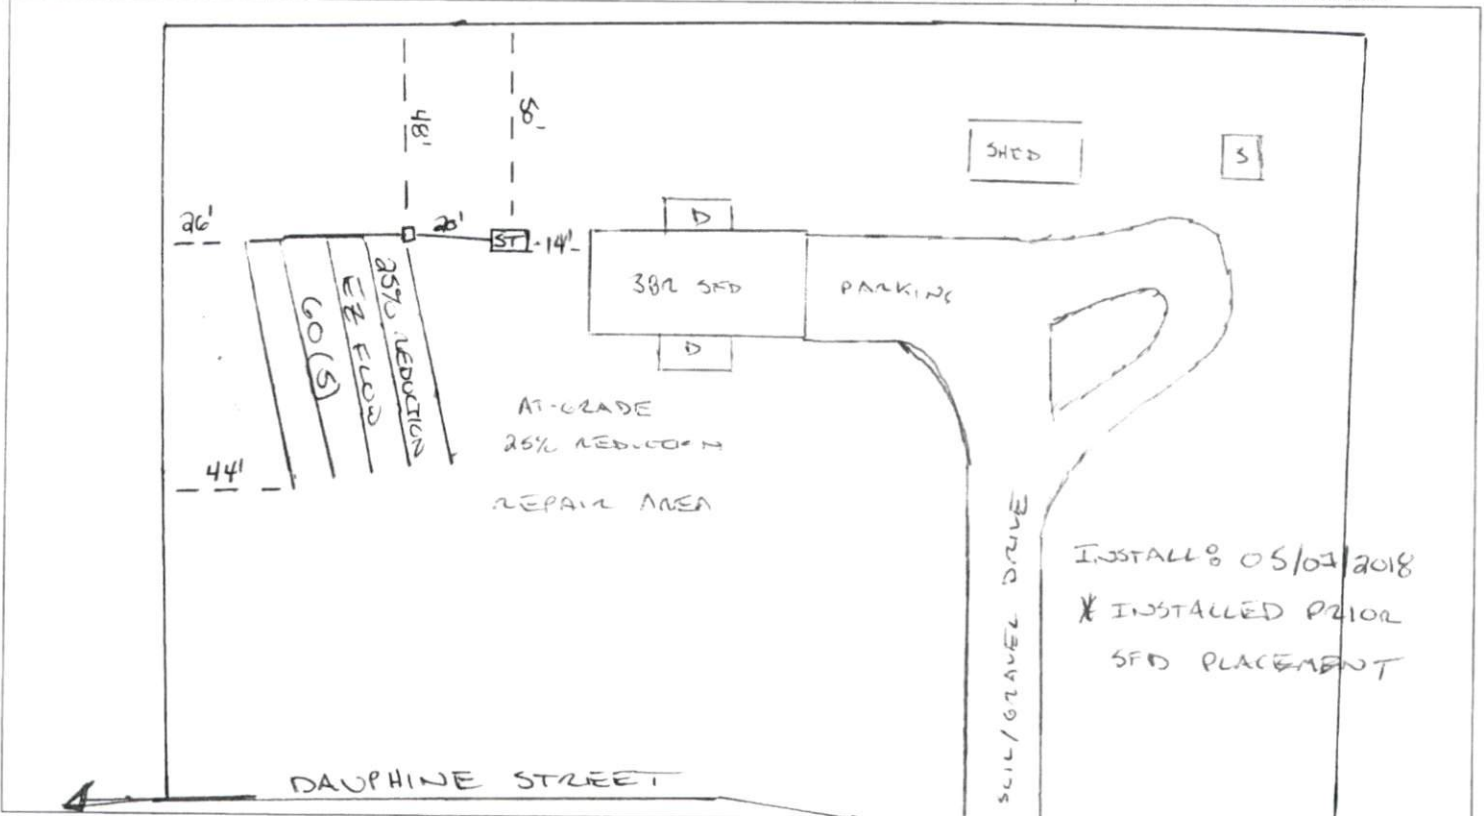 48'
8
SHED
S
26'
20'
ST
14'
D
3BR SFD
PARKING
D
25% REDUCTION
EZ FLOW
60(5)
44'
AT-GRADE
25% REDUCTION
REPAIR AREA
SOIL/GRAVEL DRIVE
INSTALL: 05/07/2018
* INSTALLED PRIOR
SFD PLACEMENT
DAUPHINE STREET